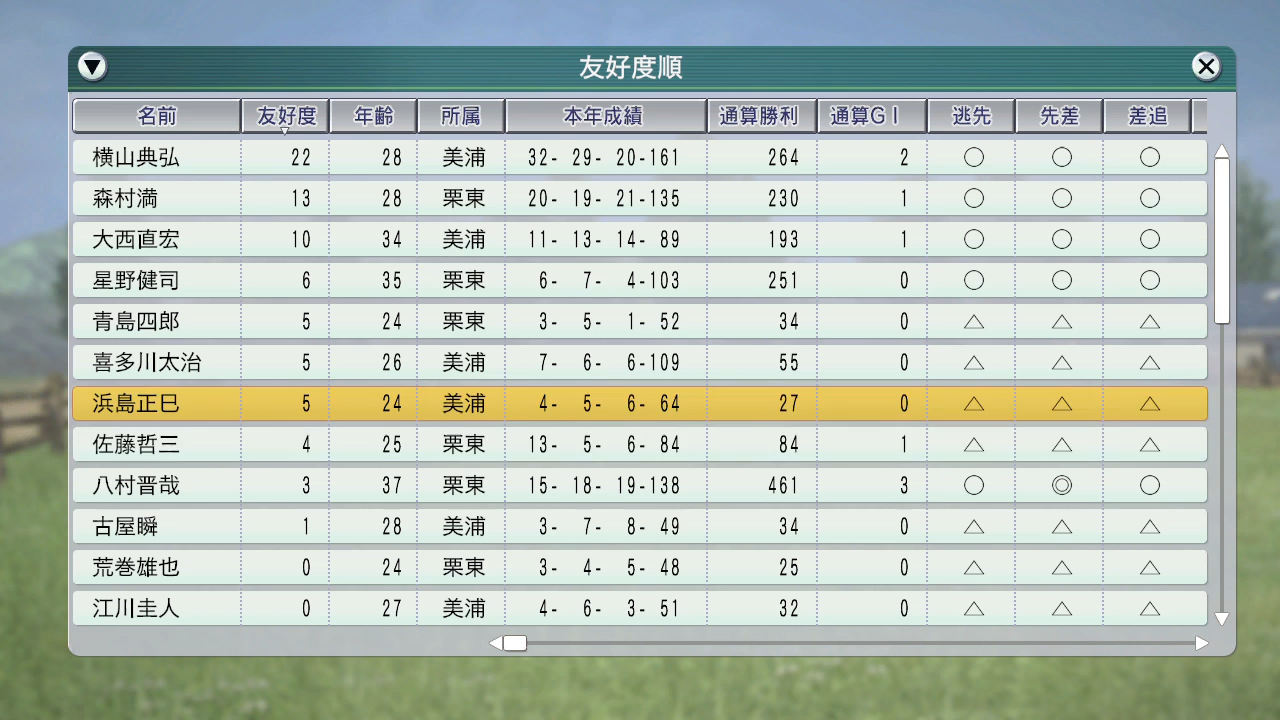 友好度順
名前 友好度 年齢 所属 本年成績 通算勝利 通算GⅠ 逃先 先差 差追
横山典弘 22 28 美浦 32- 29- 20-161 264 2 ○ ○ ○
森村満 13 28 栗東 20- 19- 21-135 230 1 ○ ○ ○
大西直宏 10 34 美浦 11- 13- 14- 89 193 1 ○ ○ ○
星野健司 6 35 栗東 6- 7- 4-103 251 0 ○ ○ ○
青島四郎 5 24 栗東 3- 5- 1- 52 34 0 △ △ △
喜多川太治 5 26 美浦 7- 6- 6-109 55 0 △ △ △
浜島正巳 5 24 美浦 4- 5- 6- 64 27 0 △ △ △
佐藤哲三 4 25 栗東 13- 5- 6- 84 84 1 △ △ △
八村晋哉 3 37 栗東 15- 18- 19-138 461 3 ○ ◎ ○
古屋瞬 1 28 美浦 3- 7- 8- 49 34 0 △ △ △
荒巻雄也 0 24 栗東 3- 4- 5- 48 25 0 △ △ △
江川圭人 0 27 美浦 4- 6- 3- 51 32 0 △ △ △